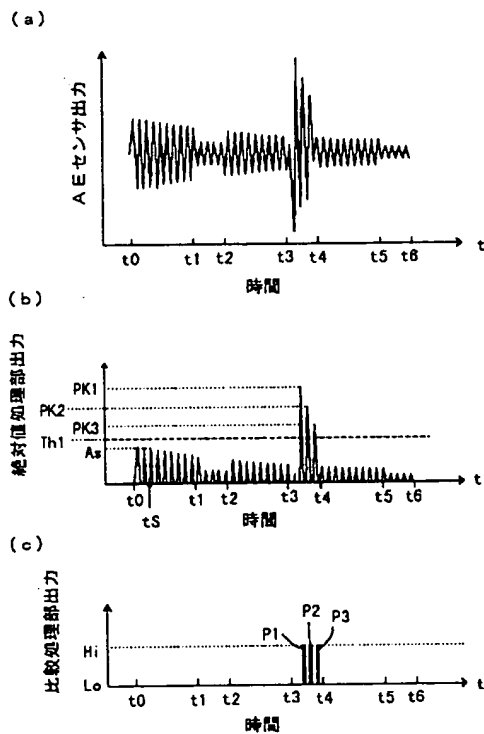 (a)
AEセンサ出力
t0 t1 t2 t3 t4 t5 t6 t
時間
(b)
絶対値処理部出力
PK1
PK2
PK3
Th1
As
t0 t1 t2 t3 t4 t5 t6 t
tS
時間
(c)
比較処理部出力
P1 P2 P3
Hi
Lo
t0 t1 t2 t3 t4 t5 t6 t
時間